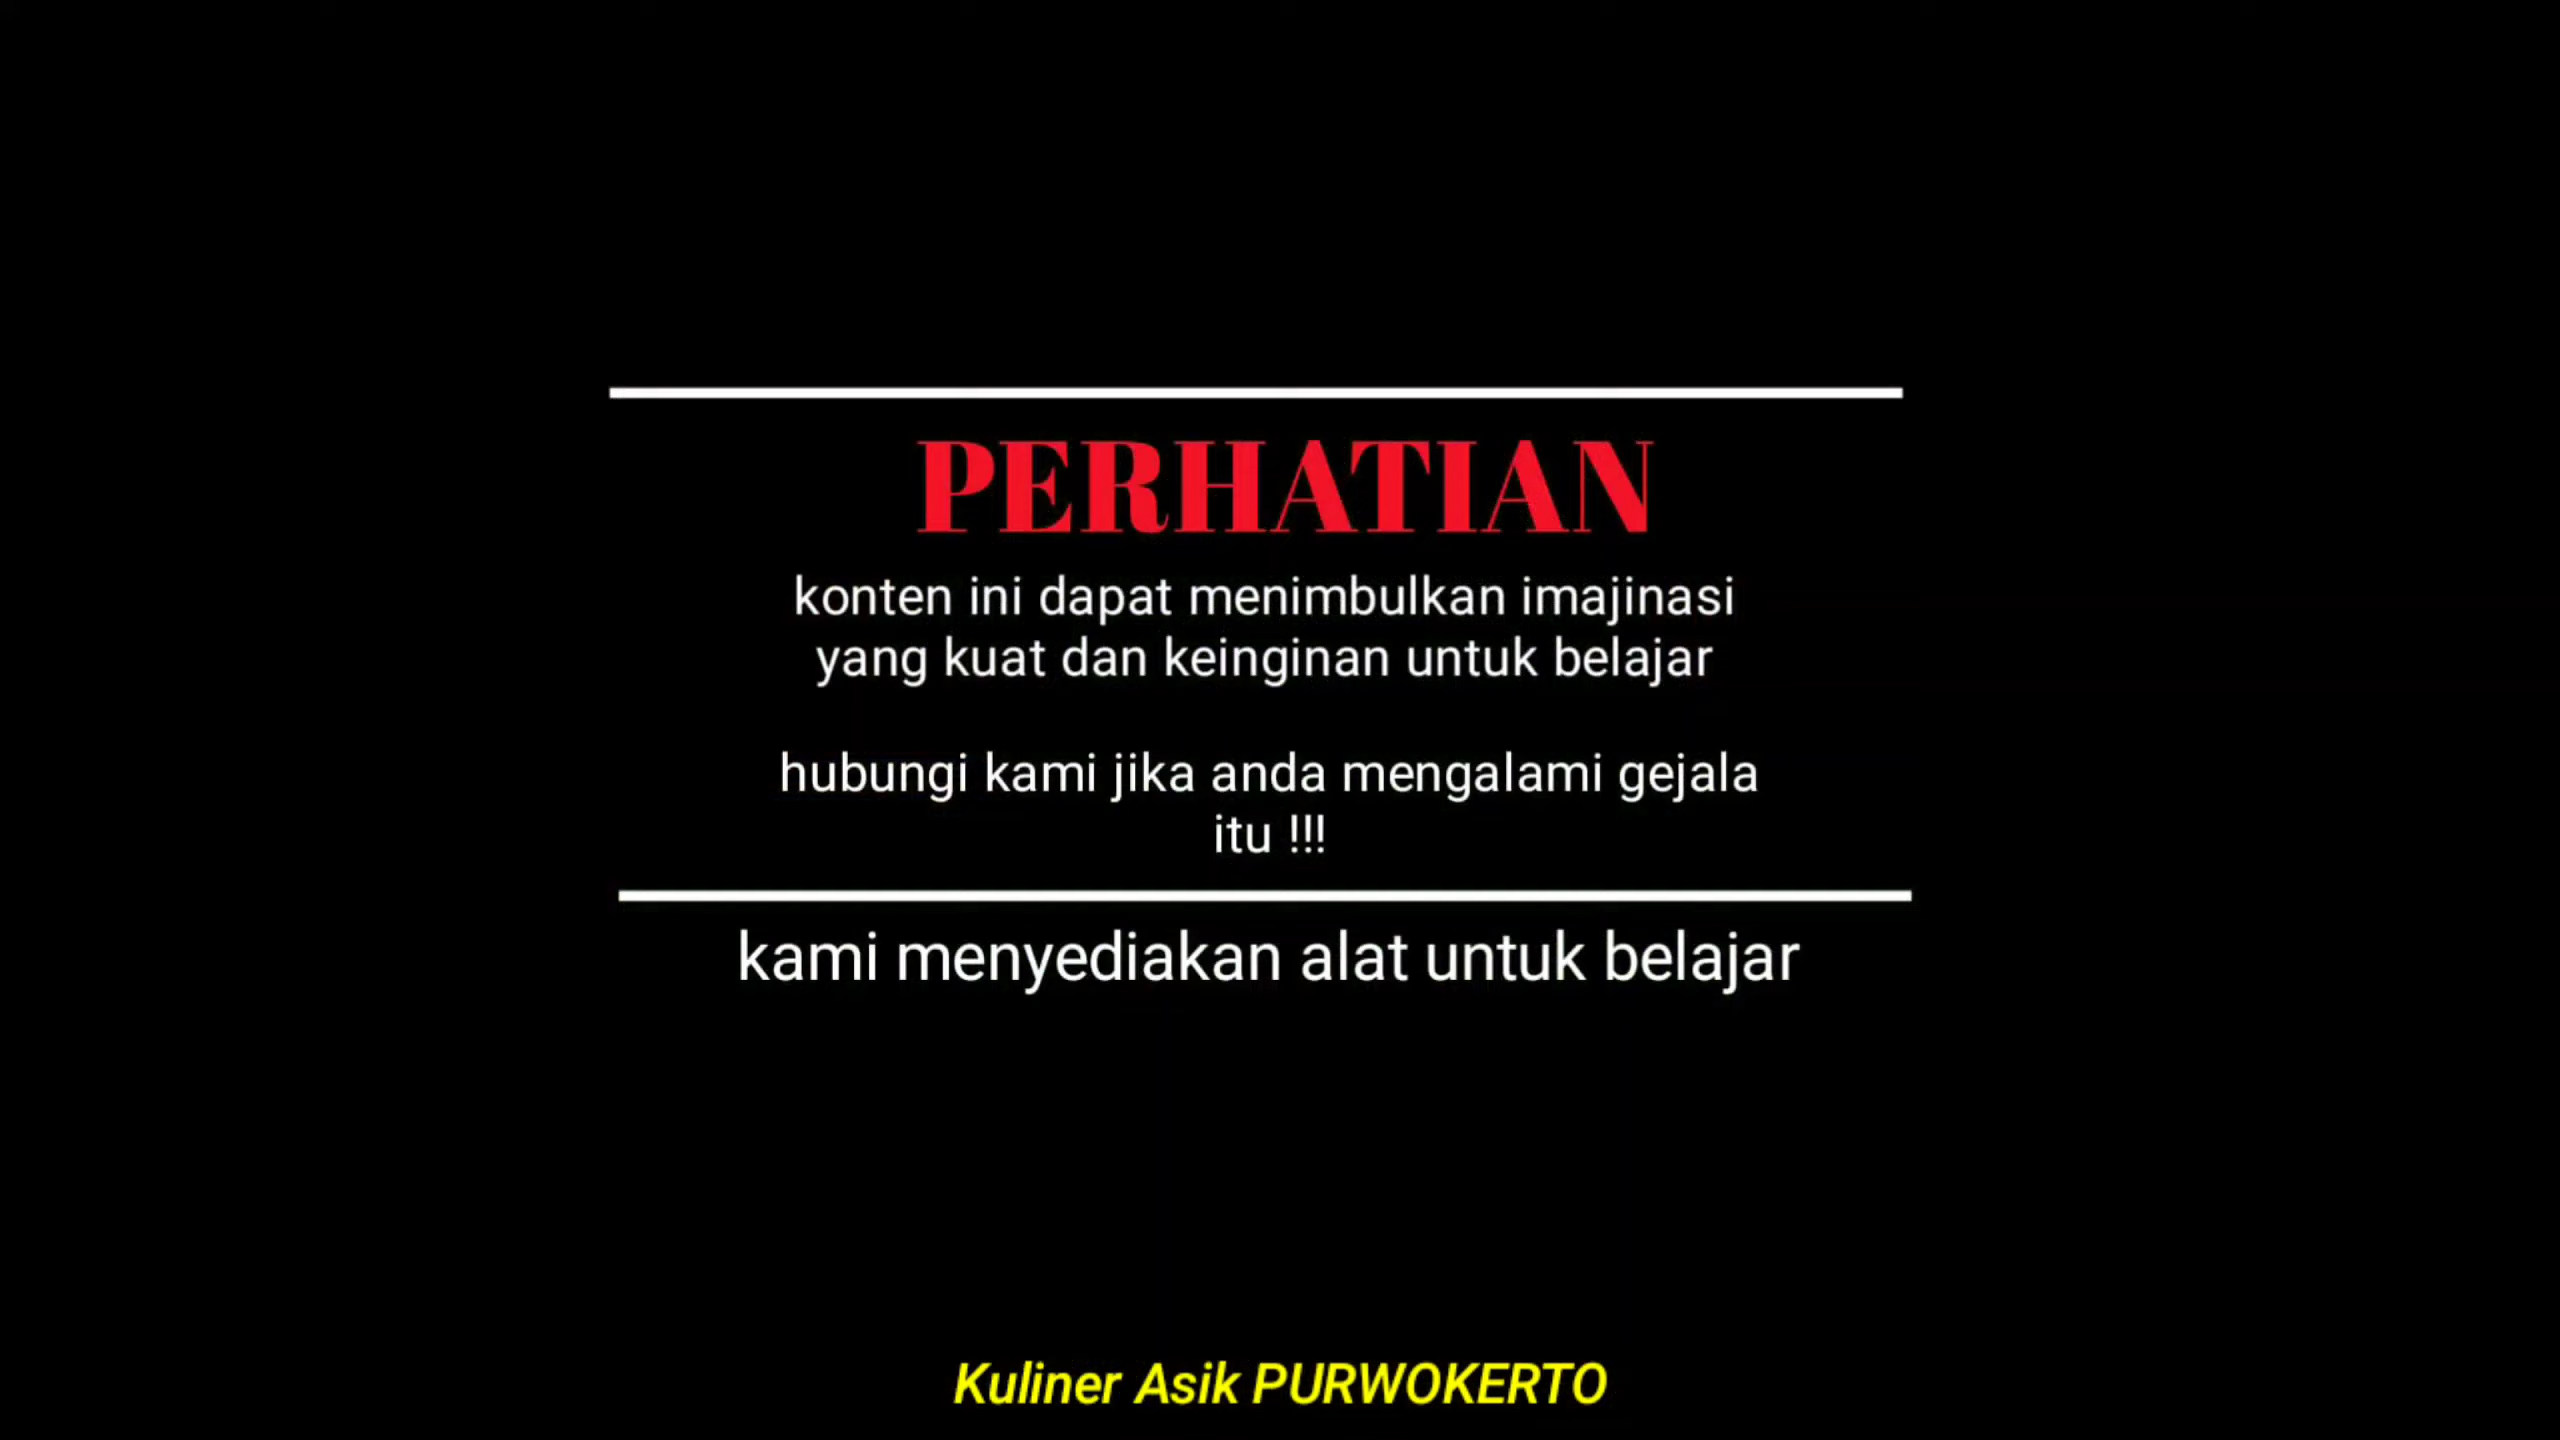 PERHATIAN
konten ini dapat menimbulkan imajinasi
yang kuat dan keinginan untuk belajar
hubungi kami jika anda mengalami gejala
itu !!!
kami menyediakan alat untuk belajar
Kuliner Asik PURWOKERTO